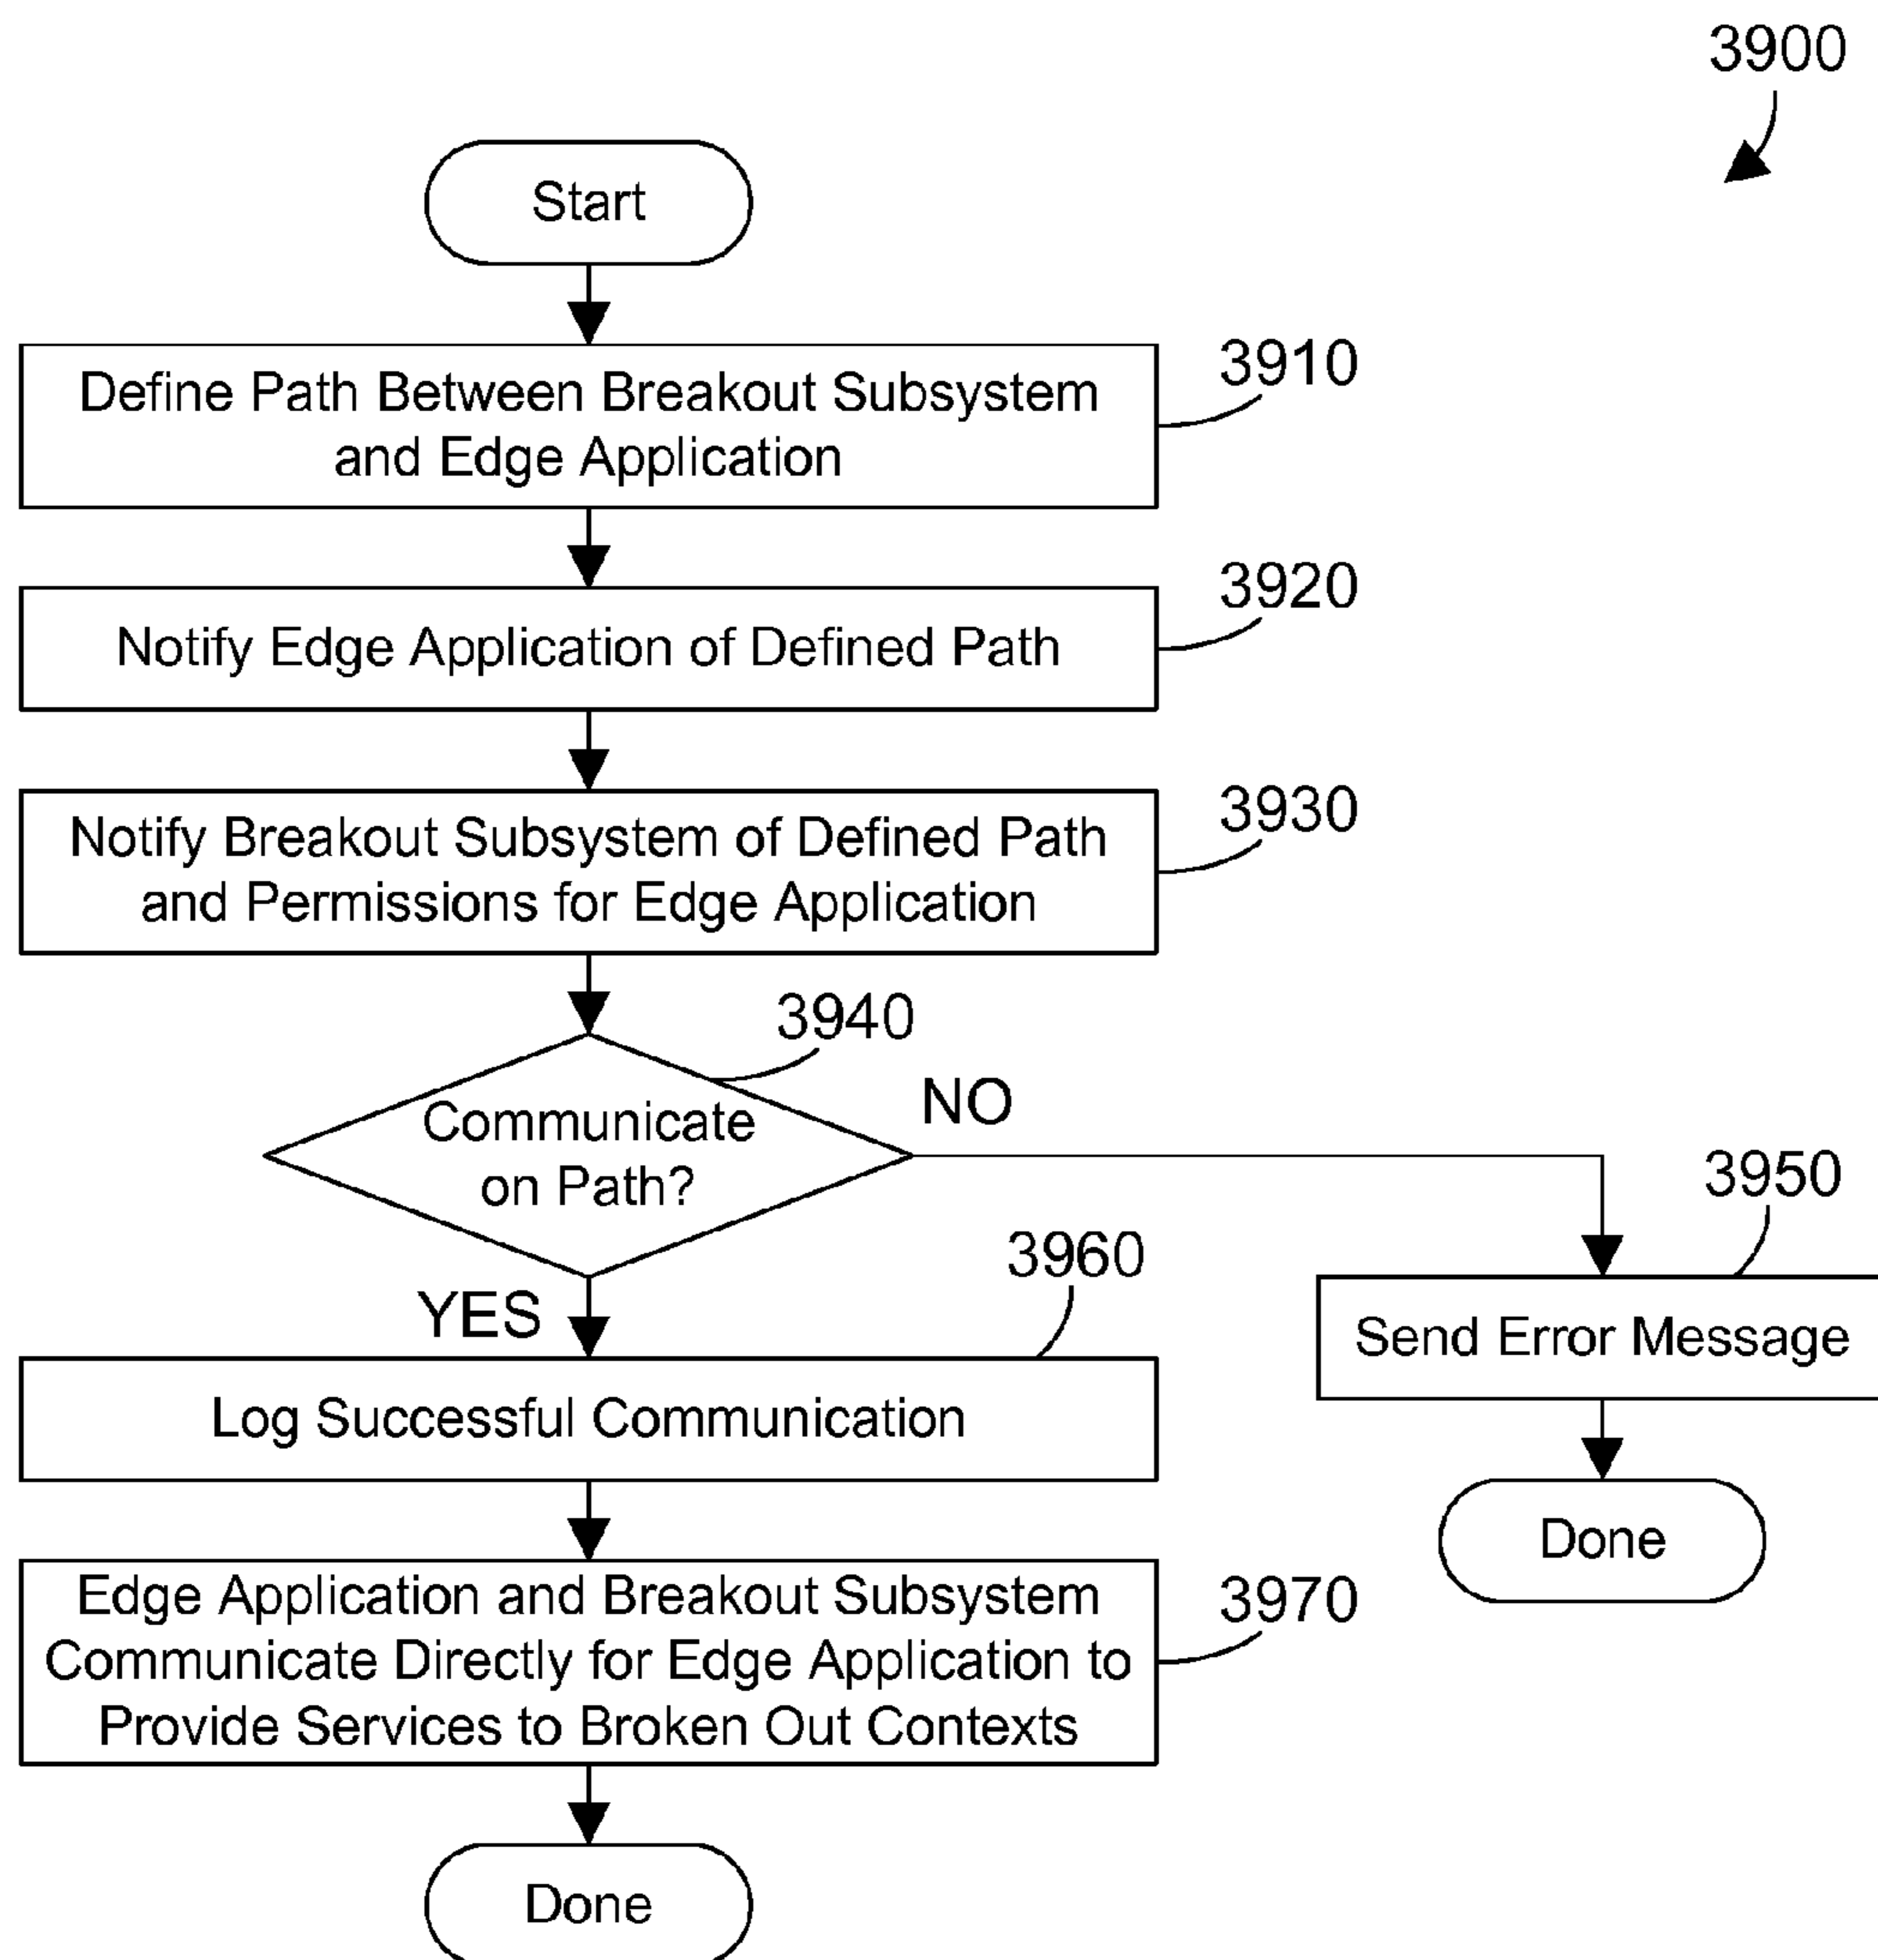 3900
Start
3910
Define Path Between Breakout Subsystem
and Edge Application
3920
Notify Edge Application of Defined Path
3930
Notify Breakout Subsystem of Defined Path
and Permissions for Edge Application
3940
Communicate
on Path?
NO
YES
3950
Send Error Message
Done
3960
Log Successful Communication
3970
Edge Application and Breakout Subsystem
Communicate Directly for Edge Application to
Provide Services to Broken Out Contexts
Done